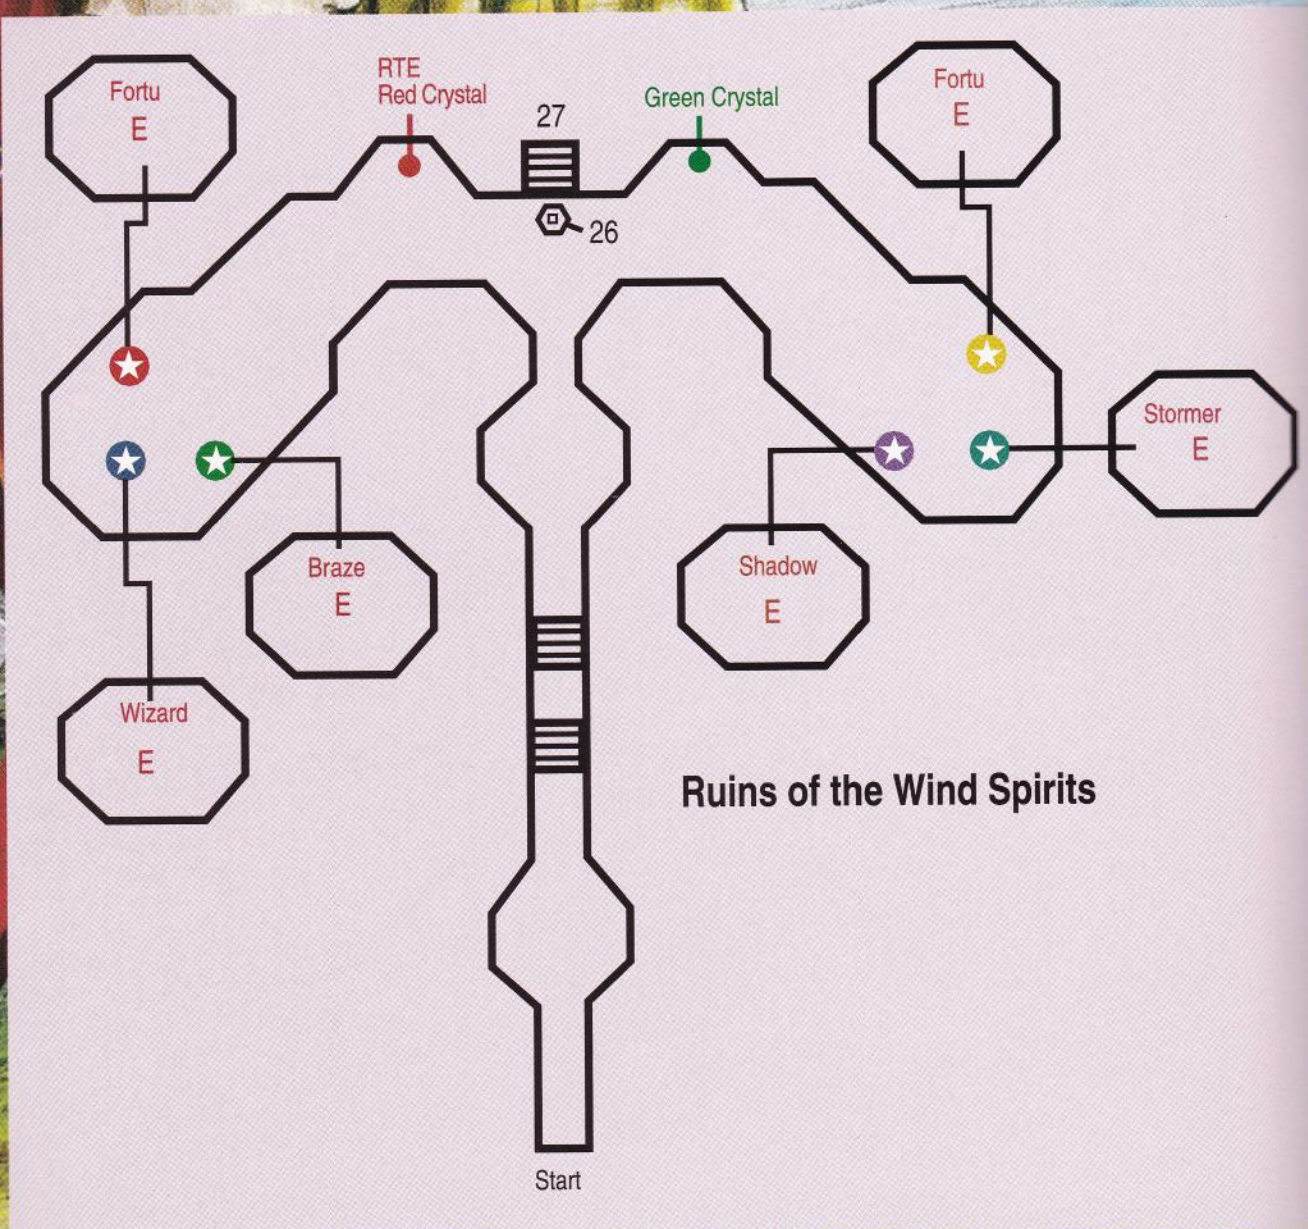 Fortu
E
RTE
Red Crystal
27
Green Crystal
Fortu
E
26
Stormer
E
Braze
E
Shadow
E
Wizard
E
Ruins of the Wind Spirits
Start